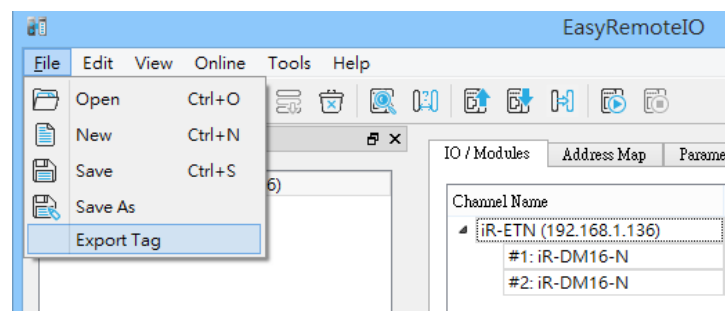 EasyRemoteIO
File Edit View Online Tools Help
Open Ctrl+O
New Ctrl+N
Save Ctrl+S
Save As
Export Tag
6)
IO / Modules Address Map Parame
Channel Name
iR-ETN (192.168.1.136)
#1: iR-DM16-N
#2: iR-DM16-N